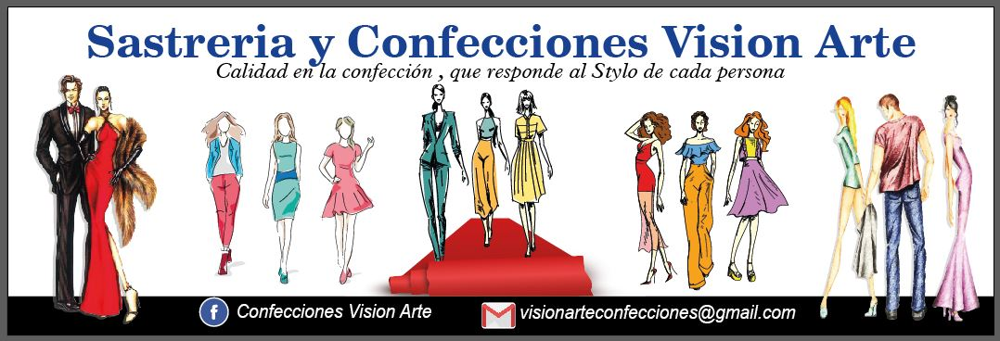 Sastreria y Confecciones Vision Arte
Calidad en la confección , que responde al Stylo de cada persona
Confecciones Vision Arte
visionarteconfecciones@gmail.com